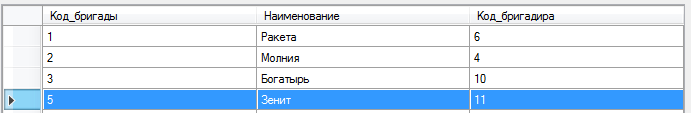 Код_бригады Наименование Код_бригадира
1 Ракета 6
2 Молния 4
3 Богатырь 10
5 Зенит 11